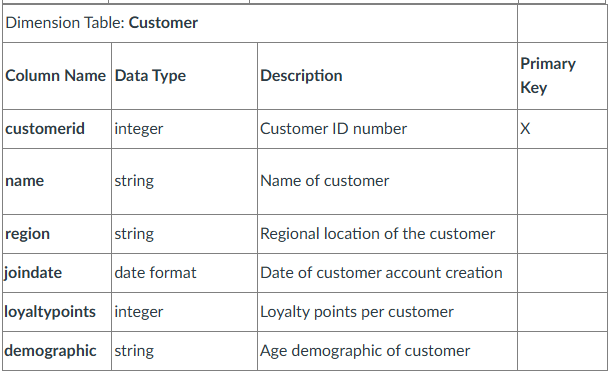 Dimension Table: Customer
Column Name Data Type Description Primary Key
customerid integer Customer ID number X
name string Name of customer
region string Regional location of the customer
joindate date format Date of customer account creation
loyaltypoints integer Loyalty points per customer
demographic string Age demographic of customer